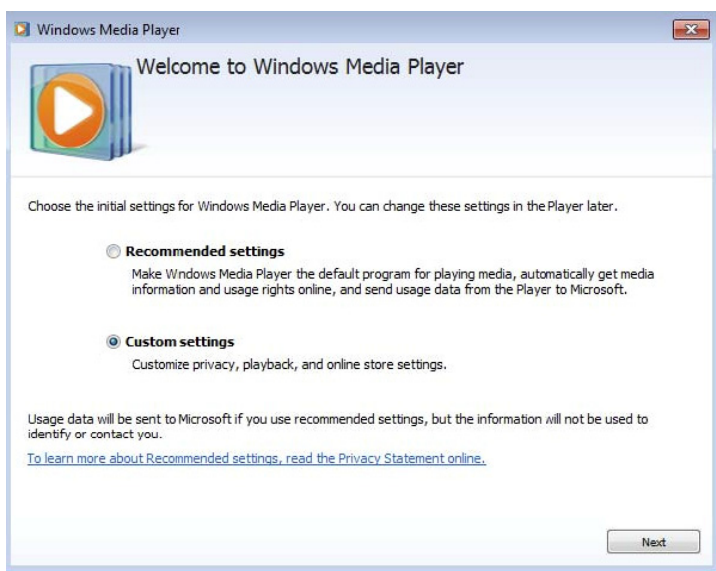 Windows Media Player
Welcome to Windows Media Player
Choose the initial settings for Windows Media Player. You can change these settings in the Player later.
Recommended settings
Make Windows Media Player the default program for playing media, automatically get media
information and usage rights online, and send usage data from the Player to Microsoft.
Custom settings
Customize privacy, playback, and online store settings.
Usage data will be sent to Microsoft if you use recommended settings, but the information will not be used to
identify or contact you.
To learn more about Recommended settings, read the Privacy Statement online.
Next